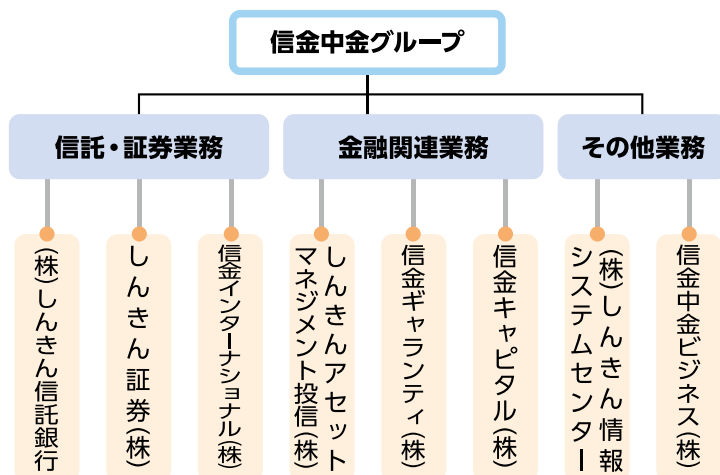 信金中金グループ
信託・証券業務
金融関連業務
その他業務
(株)しんきん信託銀行
しんきん証券(株)
信金インターナショナル(株)
しんきんアセット
マネジメント投信(株)
信金ギャランティ(株)
信金キャピタル(株)
(株)しんきん情報
システムセンター
信金中金ビジネス(株)